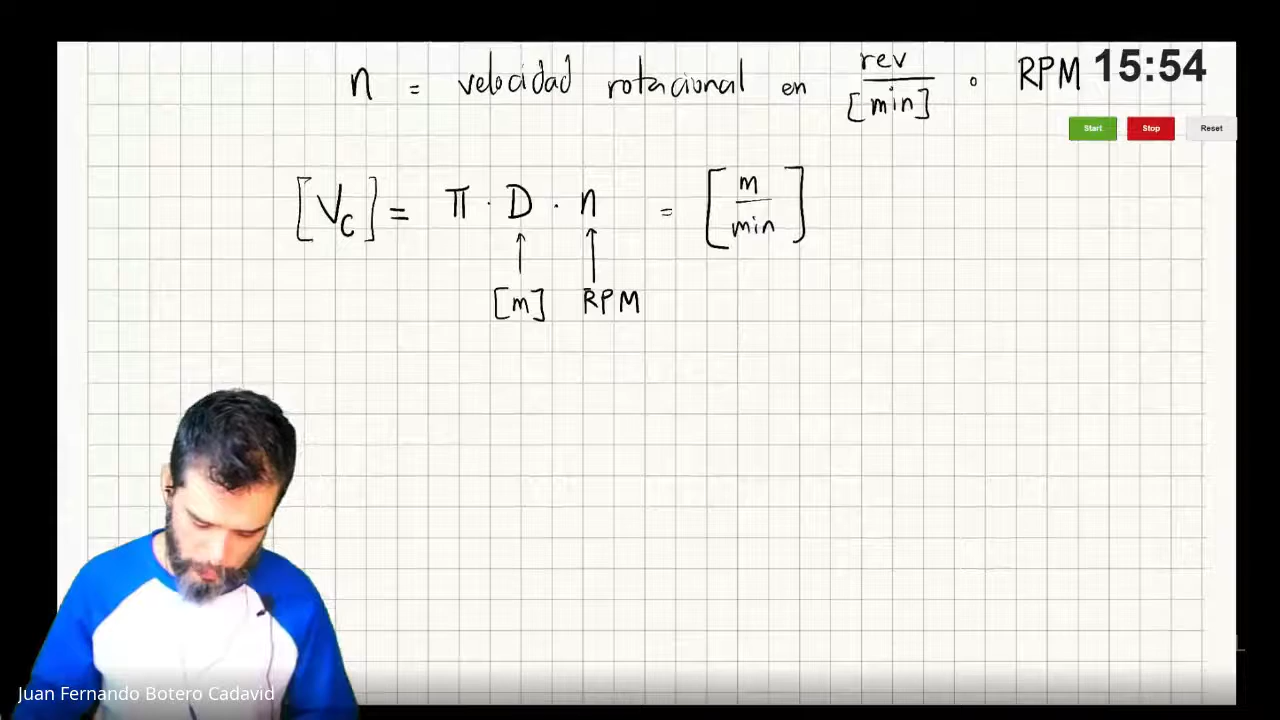 n = velocidad rotacional en rev/[min] o RPM
15:54
Start Stop Reset
[Vc] = π · D · n = [m/min]
[m] RPM
Juan Fernando Botero Cadavid